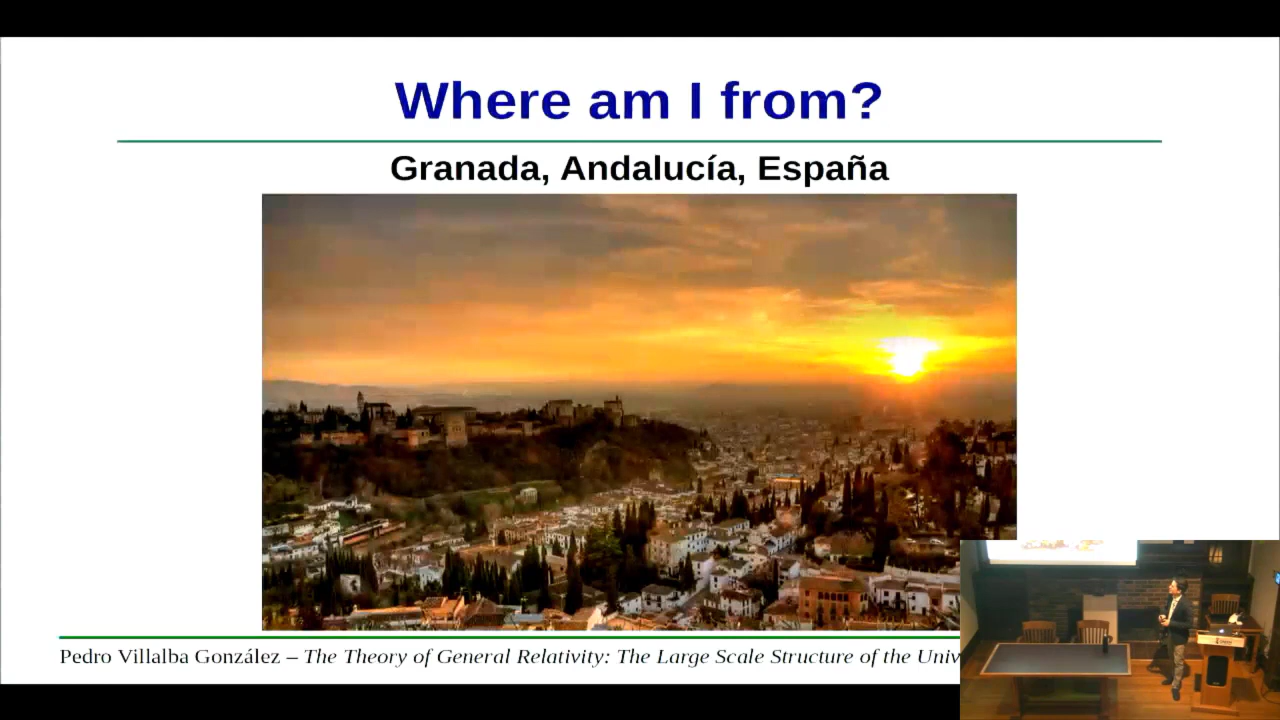 Where am I from?
Granada, Andalucía, España
Pedro Villalba González – The Theory of General Relativity: The Large Scale Structure of the